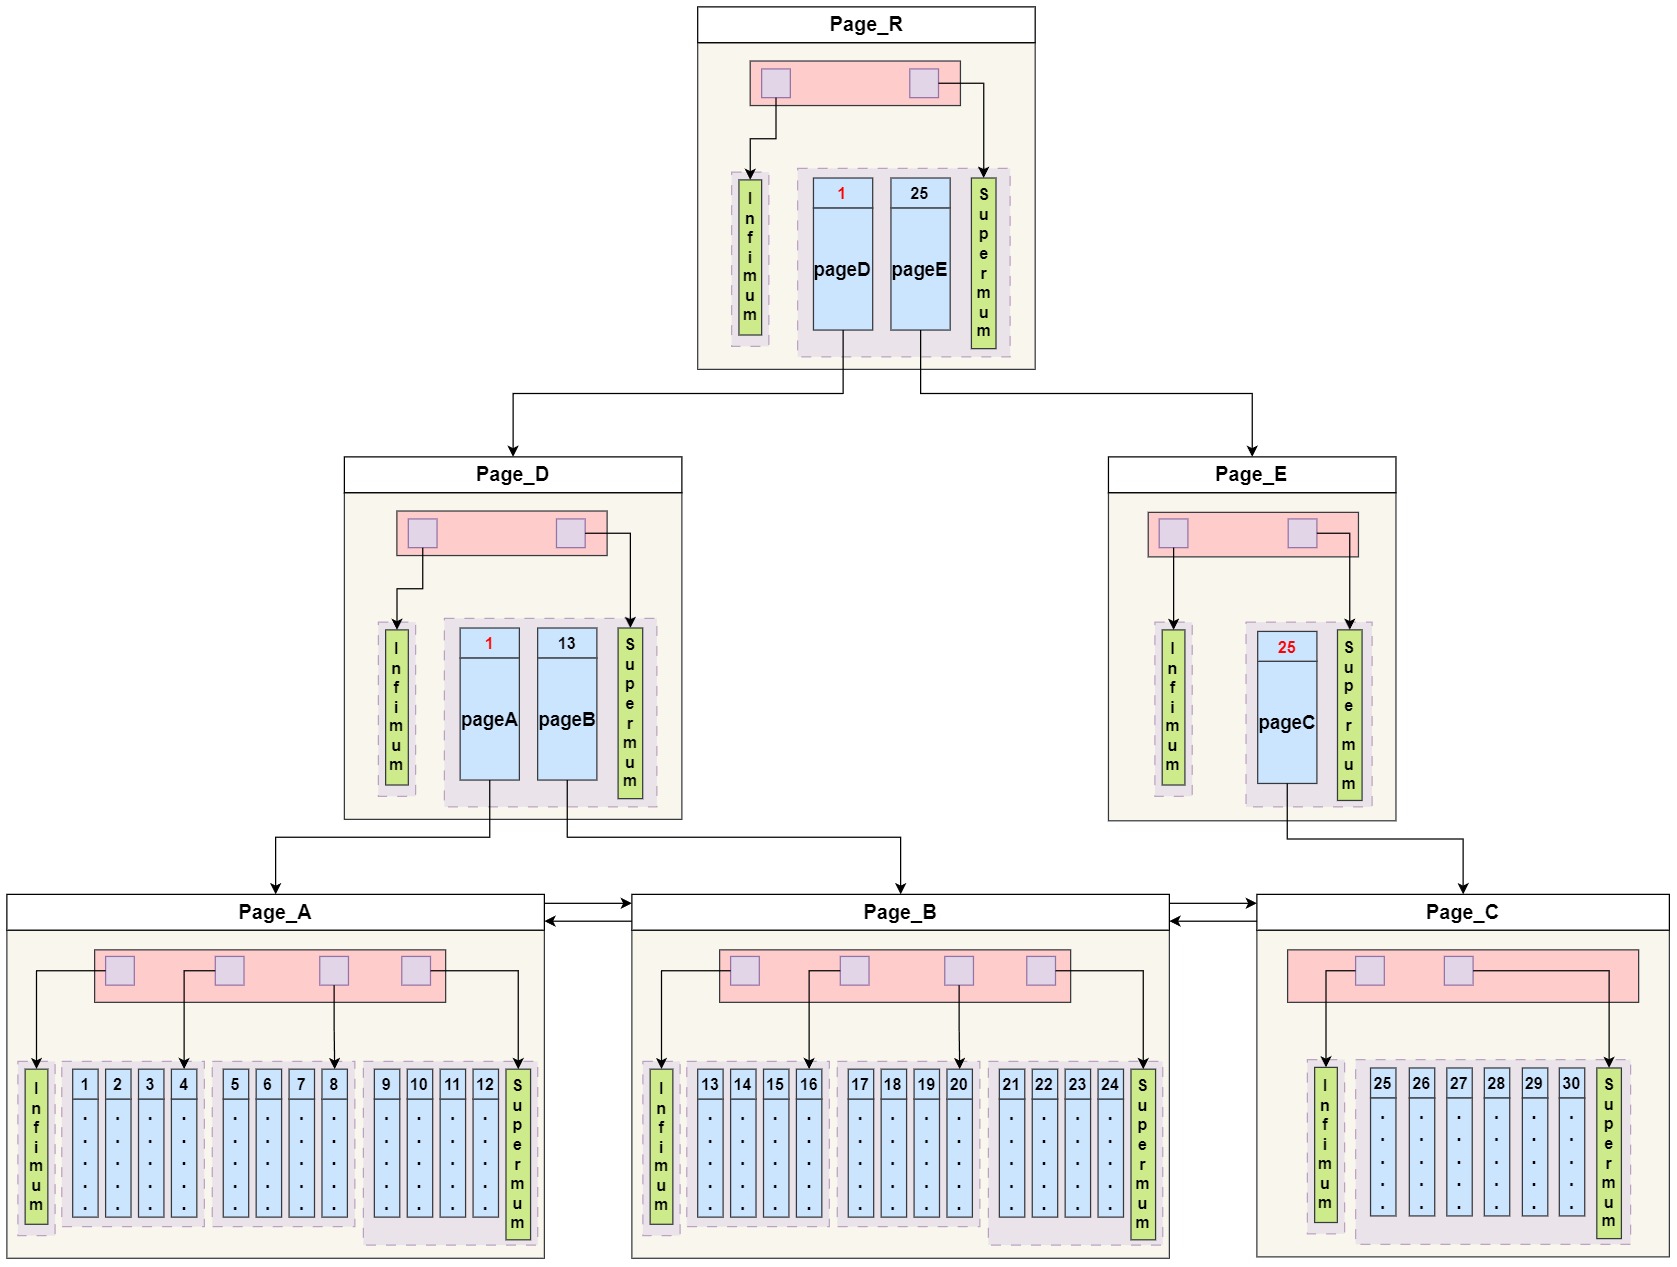 Page_R
Infimum
1
pageD
25
pageE
Supermum
Page_D
Infimum
1
pageA
13
pageB
Supermum
Page_E
Infimum
25
pageC
Supermum
Page_A
Infimum
1 2 3 4 5 6 7 8 9 10 11 12
Supermum
Page_B
Infimum
13 14 15 16 17 18 19 20 21 22 23 24
Supermum
Page_C
Infimum
25 26 27 28 29 30
Supermum